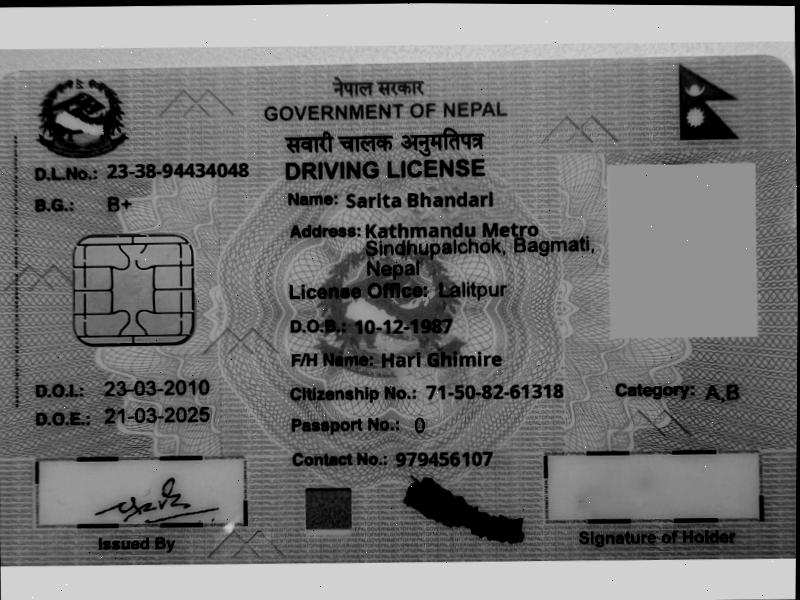 नेपाल सरकार
GOVERNMENT OF NEPAL
सवारी चालक अनुमतिपत्र
DRIVING LICENSE
D.L.No.: 23-38-94434048
B.G.: B+
Name: Sarita Bhandari
Address: Kathmandu Metro
Sindhupalchok, Bagmati,
Nepal
License Office: Lalitpur
D.O.B.: 10-12-1987
F/H Name: Hari Ghimire
D.O.I.: 23-03-2010
Citizenship No.: 71-50-82-61318
Category: A,B
D.O.E.: 21-03-2025
Passport No.: 0
Contact No.: 979456107
Issued By
Signature of Holder